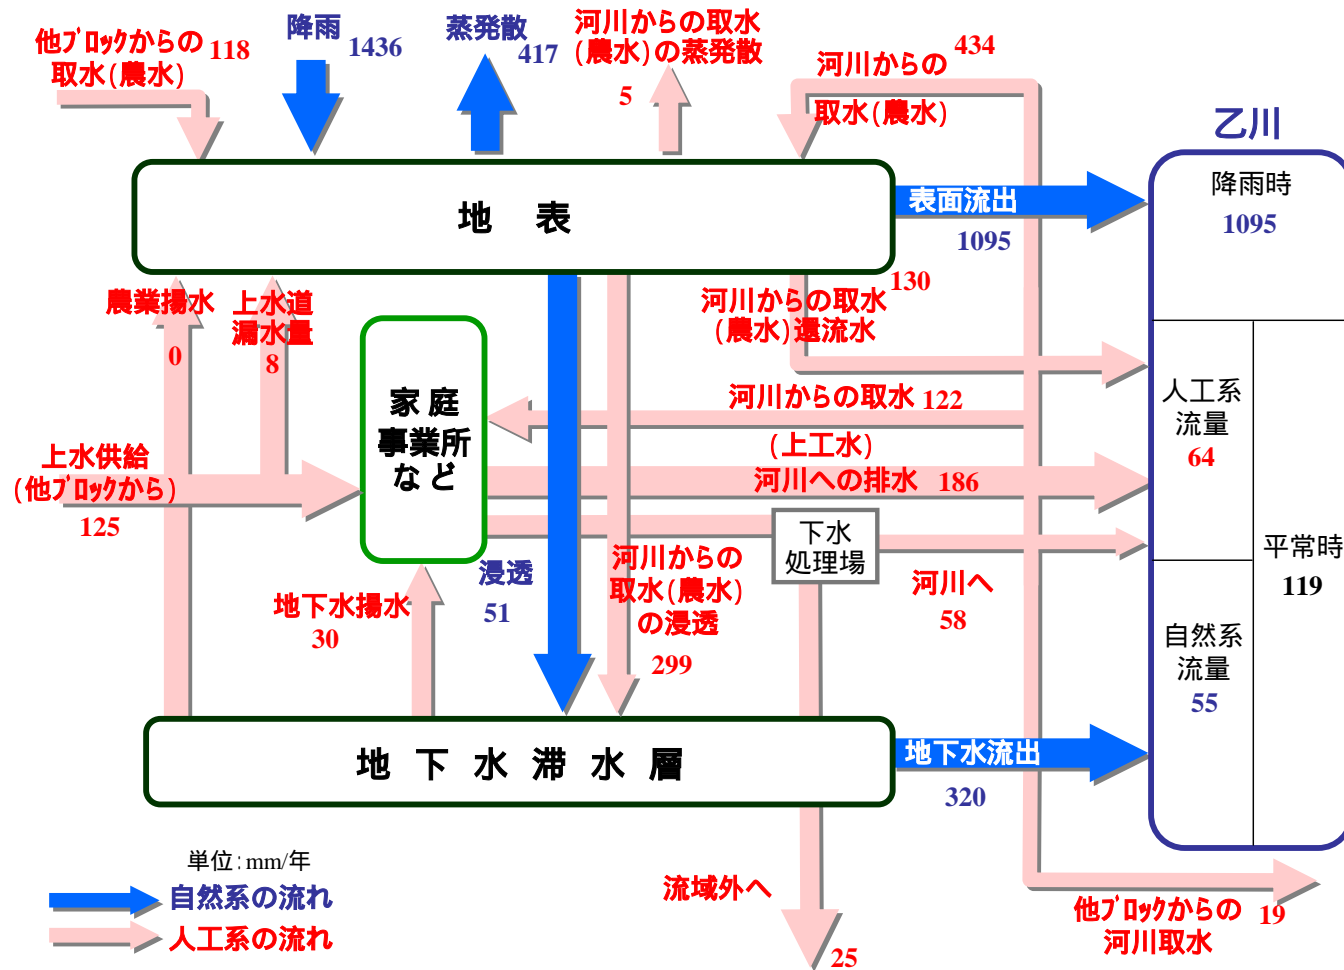 他ブロックからの
取水(農水)
118
降雨
1436
蒸発散
417
河川からの取水
(農水)の蒸発散
5
434
河川からの
取水(農水)
乙川
降雨時
1095
地 表
表面流出
1095
130
河川からの取水
(農水)還流水
農業揚水
0
上水道
漏水量
8
家庭
事業所
など
河川からの取水 122
(上工水)
人工系
流量
64
上水供給
(他ブロックから)
125
河川への排水 186
下水
処理場
平常時
119
浸透
51
河川からの
取水(農水)
の浸透
299
河川へ
58
地下水揚水
30
自然系
流量
55
地下水滞水層
地下水流出
320
単位:mm/年
自然系の流れ
人工系の流れ
流域外へ
25
他ブロックからの
河川取水
19